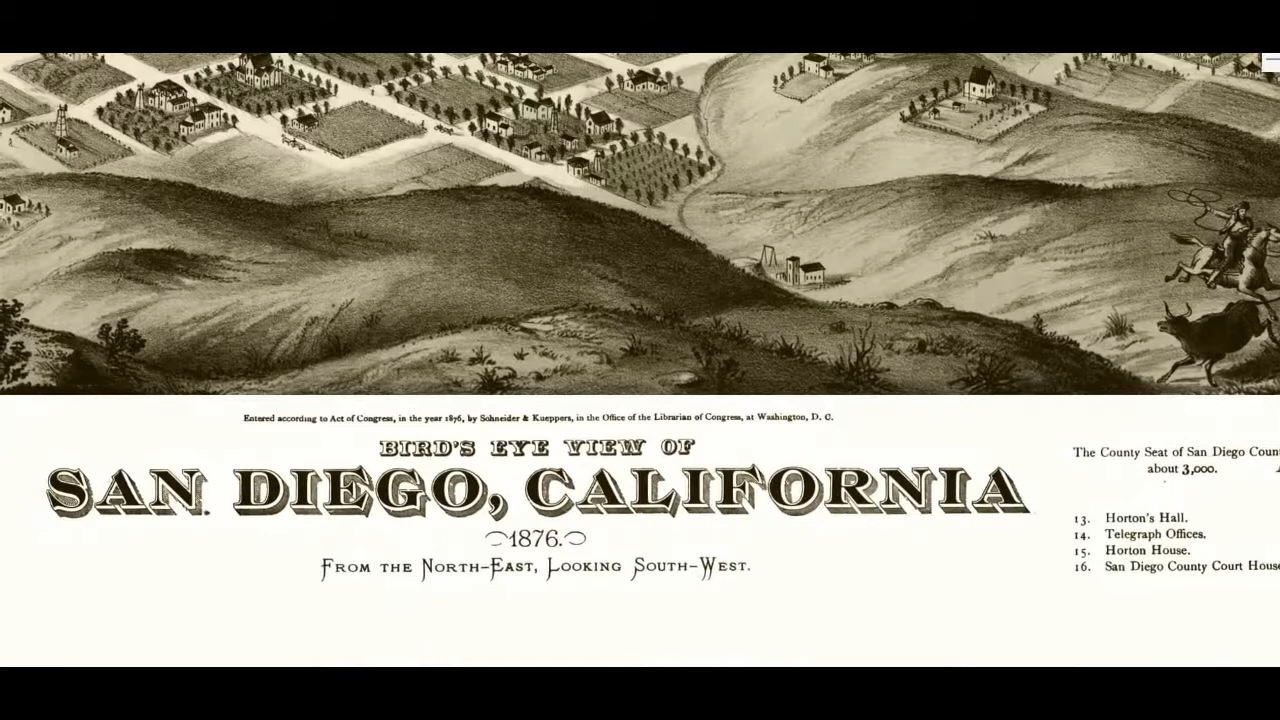 Entered according to Act of Congress, in the year 1876, by Schneider & Kueppers, in the Office of the Librarian of Congress, at Washington, D. C.
BIRD'S EYE VIEW OF
SAN DIEGO, CALIFORNIA
1876.
FROM THE NORTH-EAST, LOOKING SOUTH-WEST.
The County Seat of San Diego Coun
about 3,000.
13. Horton's Hall.
14. Telegraph Offices.
15. Horton House.
16. San Diego County Court House